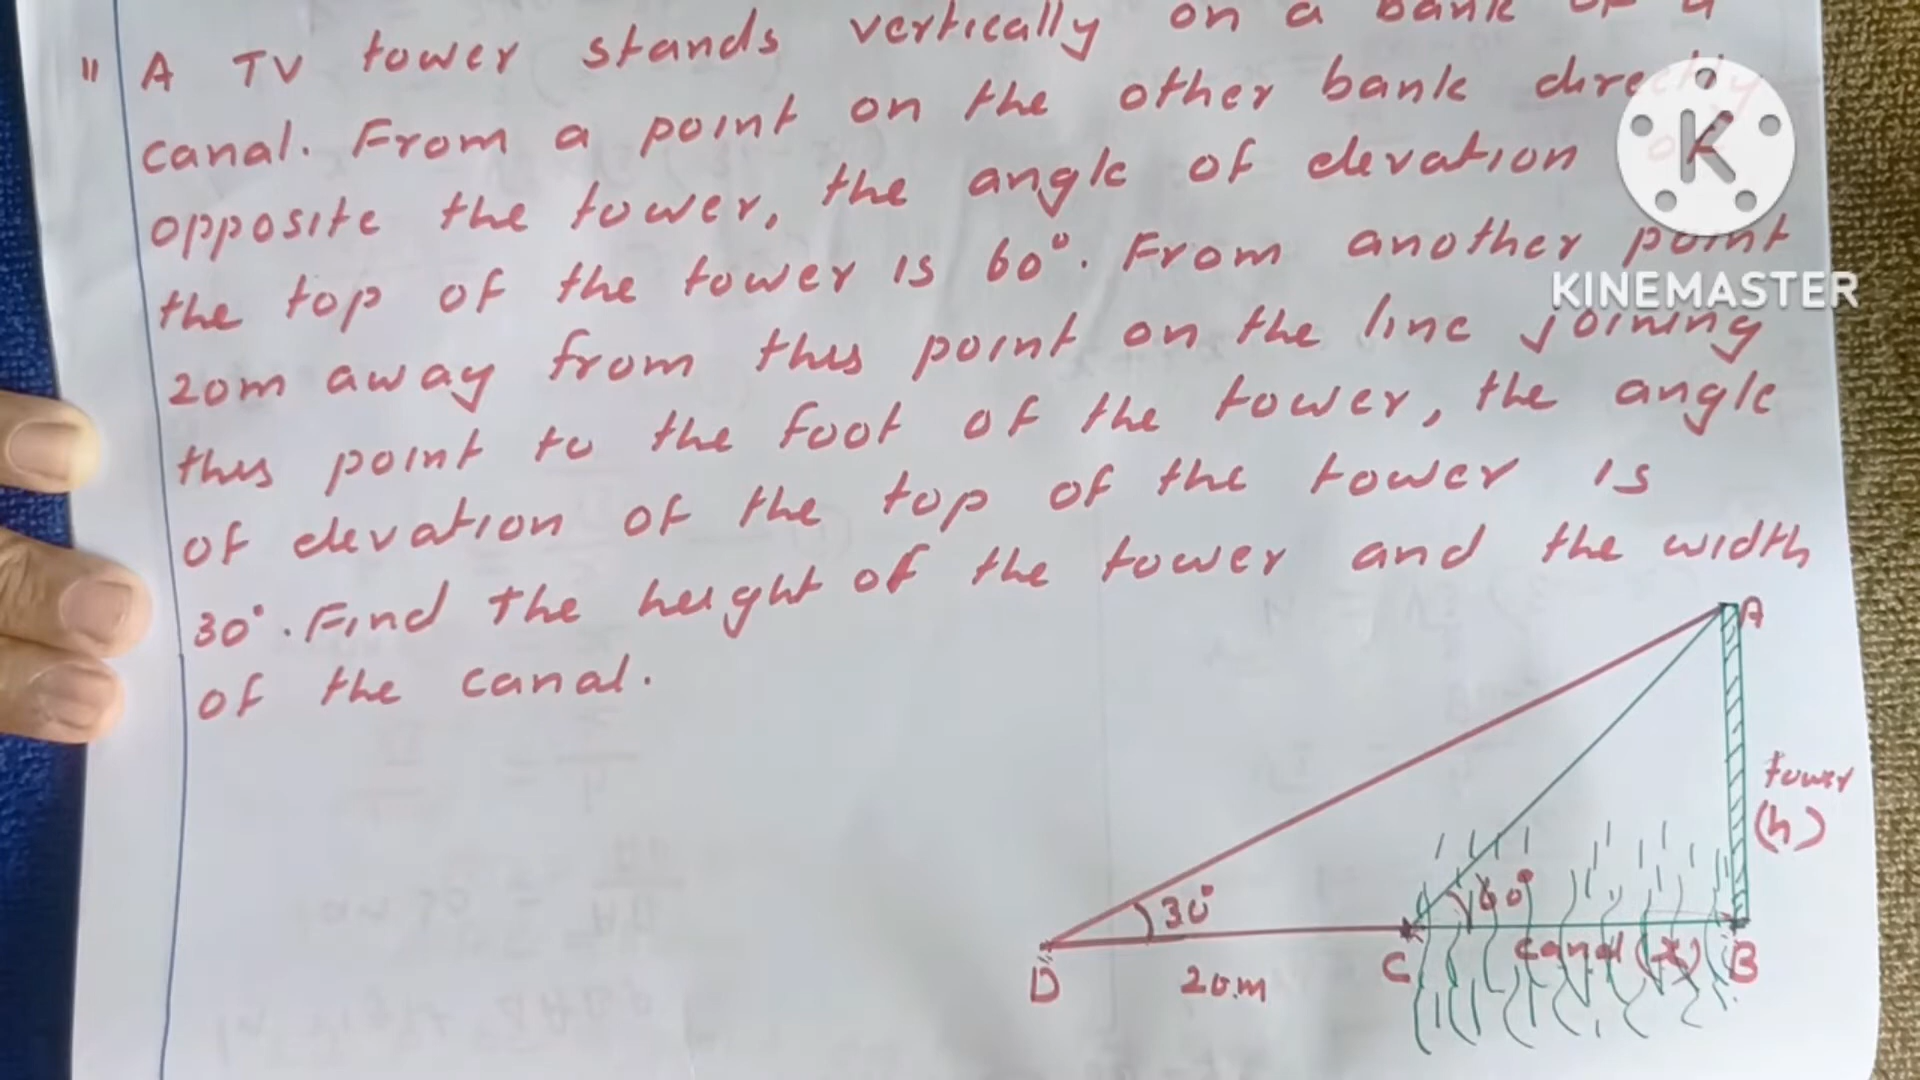 11 A TV tower stands vertically on a bank of a
canal. From a point on the other bank directly
opposite the tower, the angle of elevation of
the top of the tower is 60°. From another point
20m away from this point on the line joining
this point to the foot of the tower, the angle
of elevation of the top of the tower is
30°. Find the height of the tower and the width
of the canal.
K
KINEMASTER
A
tower
(h)
30°
60°
D
20m
C
canal (x)
B